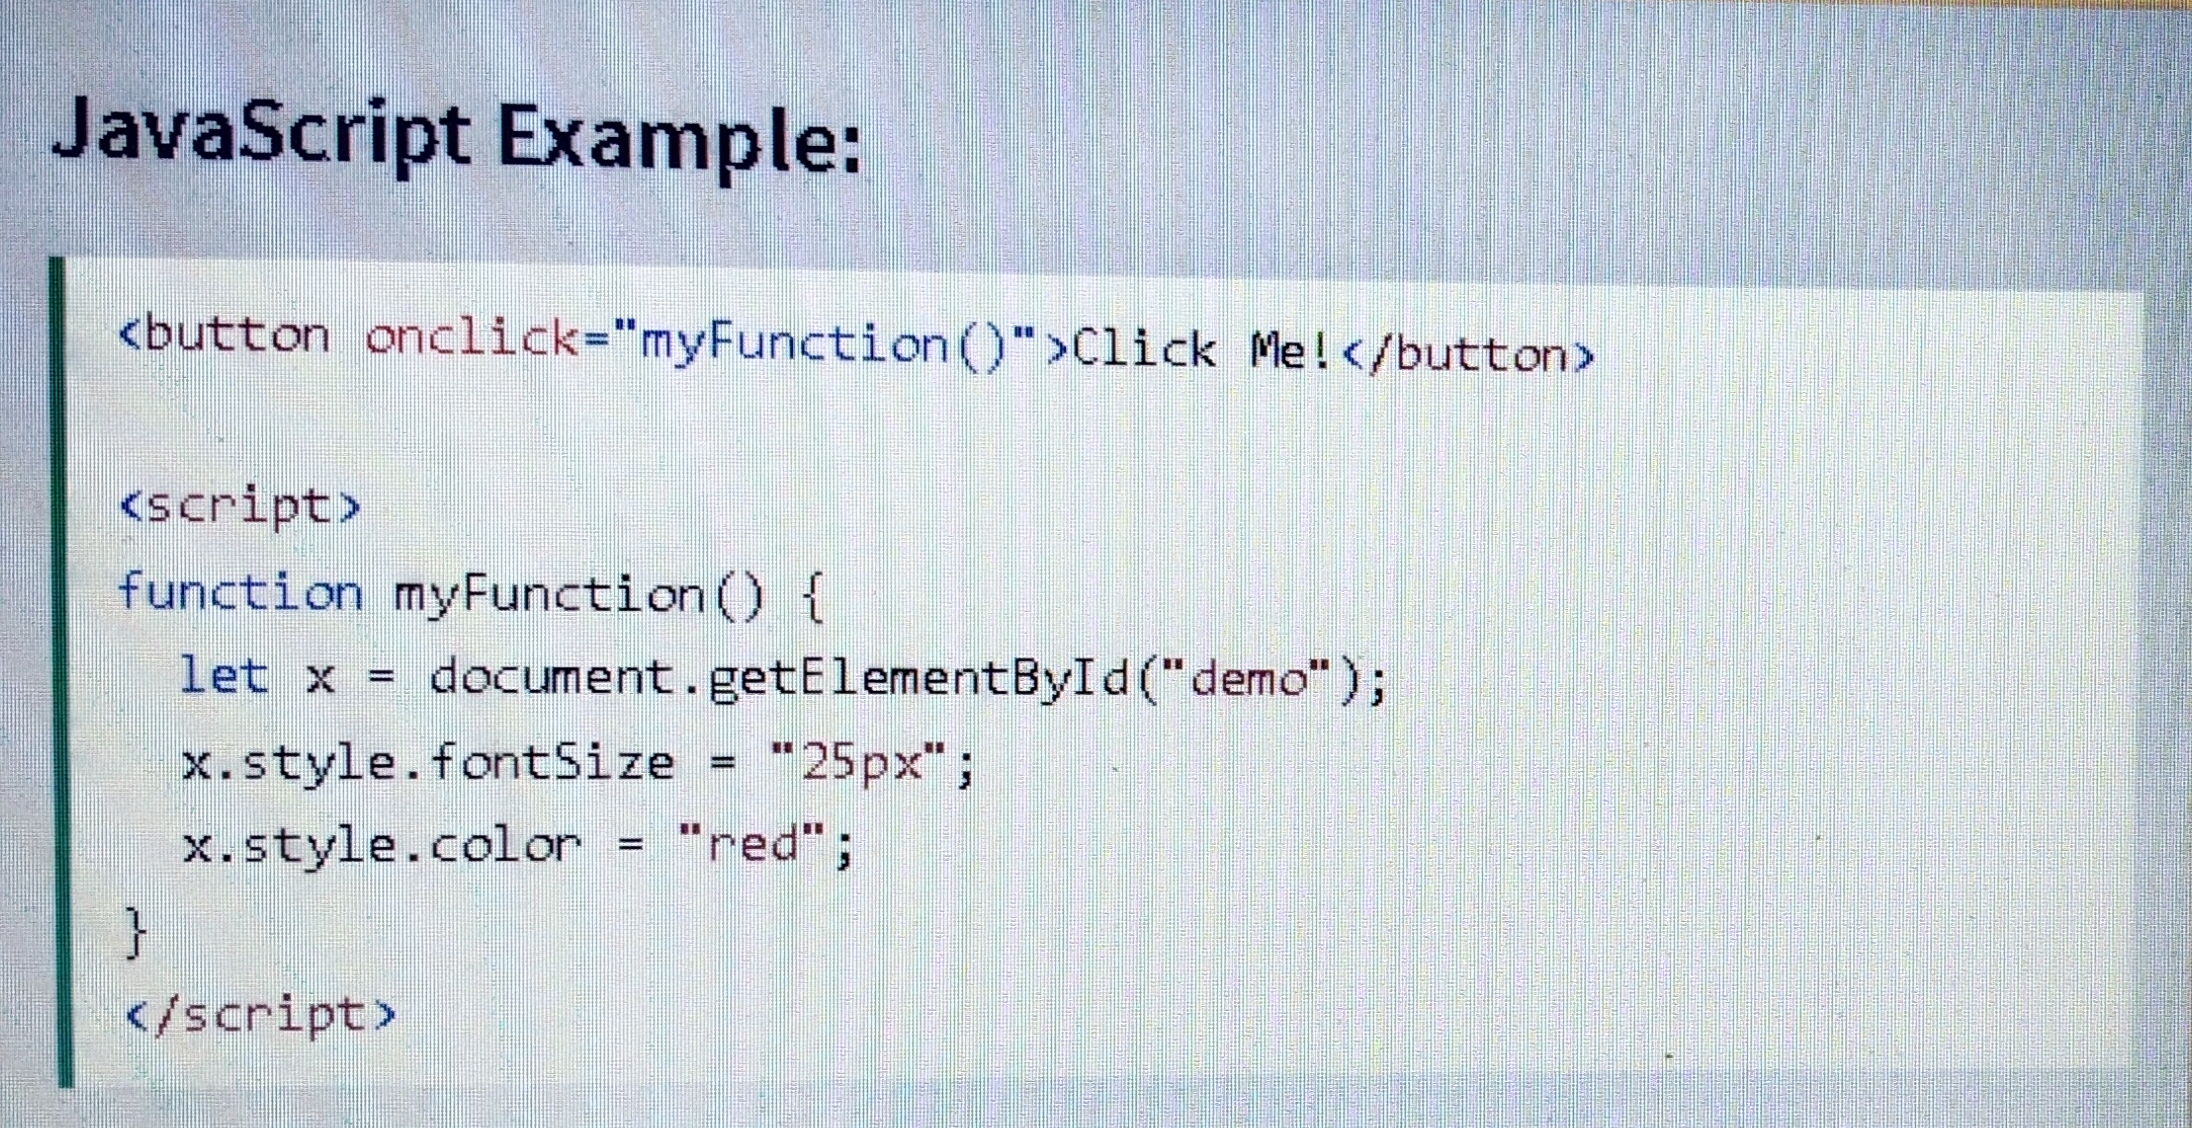 JavaScript Example:
<button onclick="myFunction()">Click Me!</button>
<script>
function myFunction() {
  let x = document.getElementById("demo");
  x.style.fontSize = "25px";
  x.style.color = "red";
}
</script>